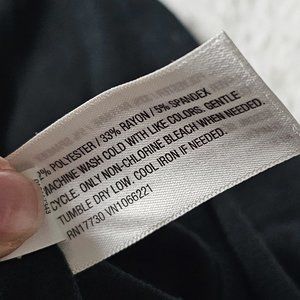 2% POLYESTER / 33% RAYON / 5% SPANDEX
MACHINE WASH COLD WITH LIKE COLORS. GENTLE
CYCLE. ONLY NON-CHLORINE BLEACH WHEN NEEDED.
TUMBLE DRY LOW. COOL IRON IF NEEDED.
RN17730 VN1066221